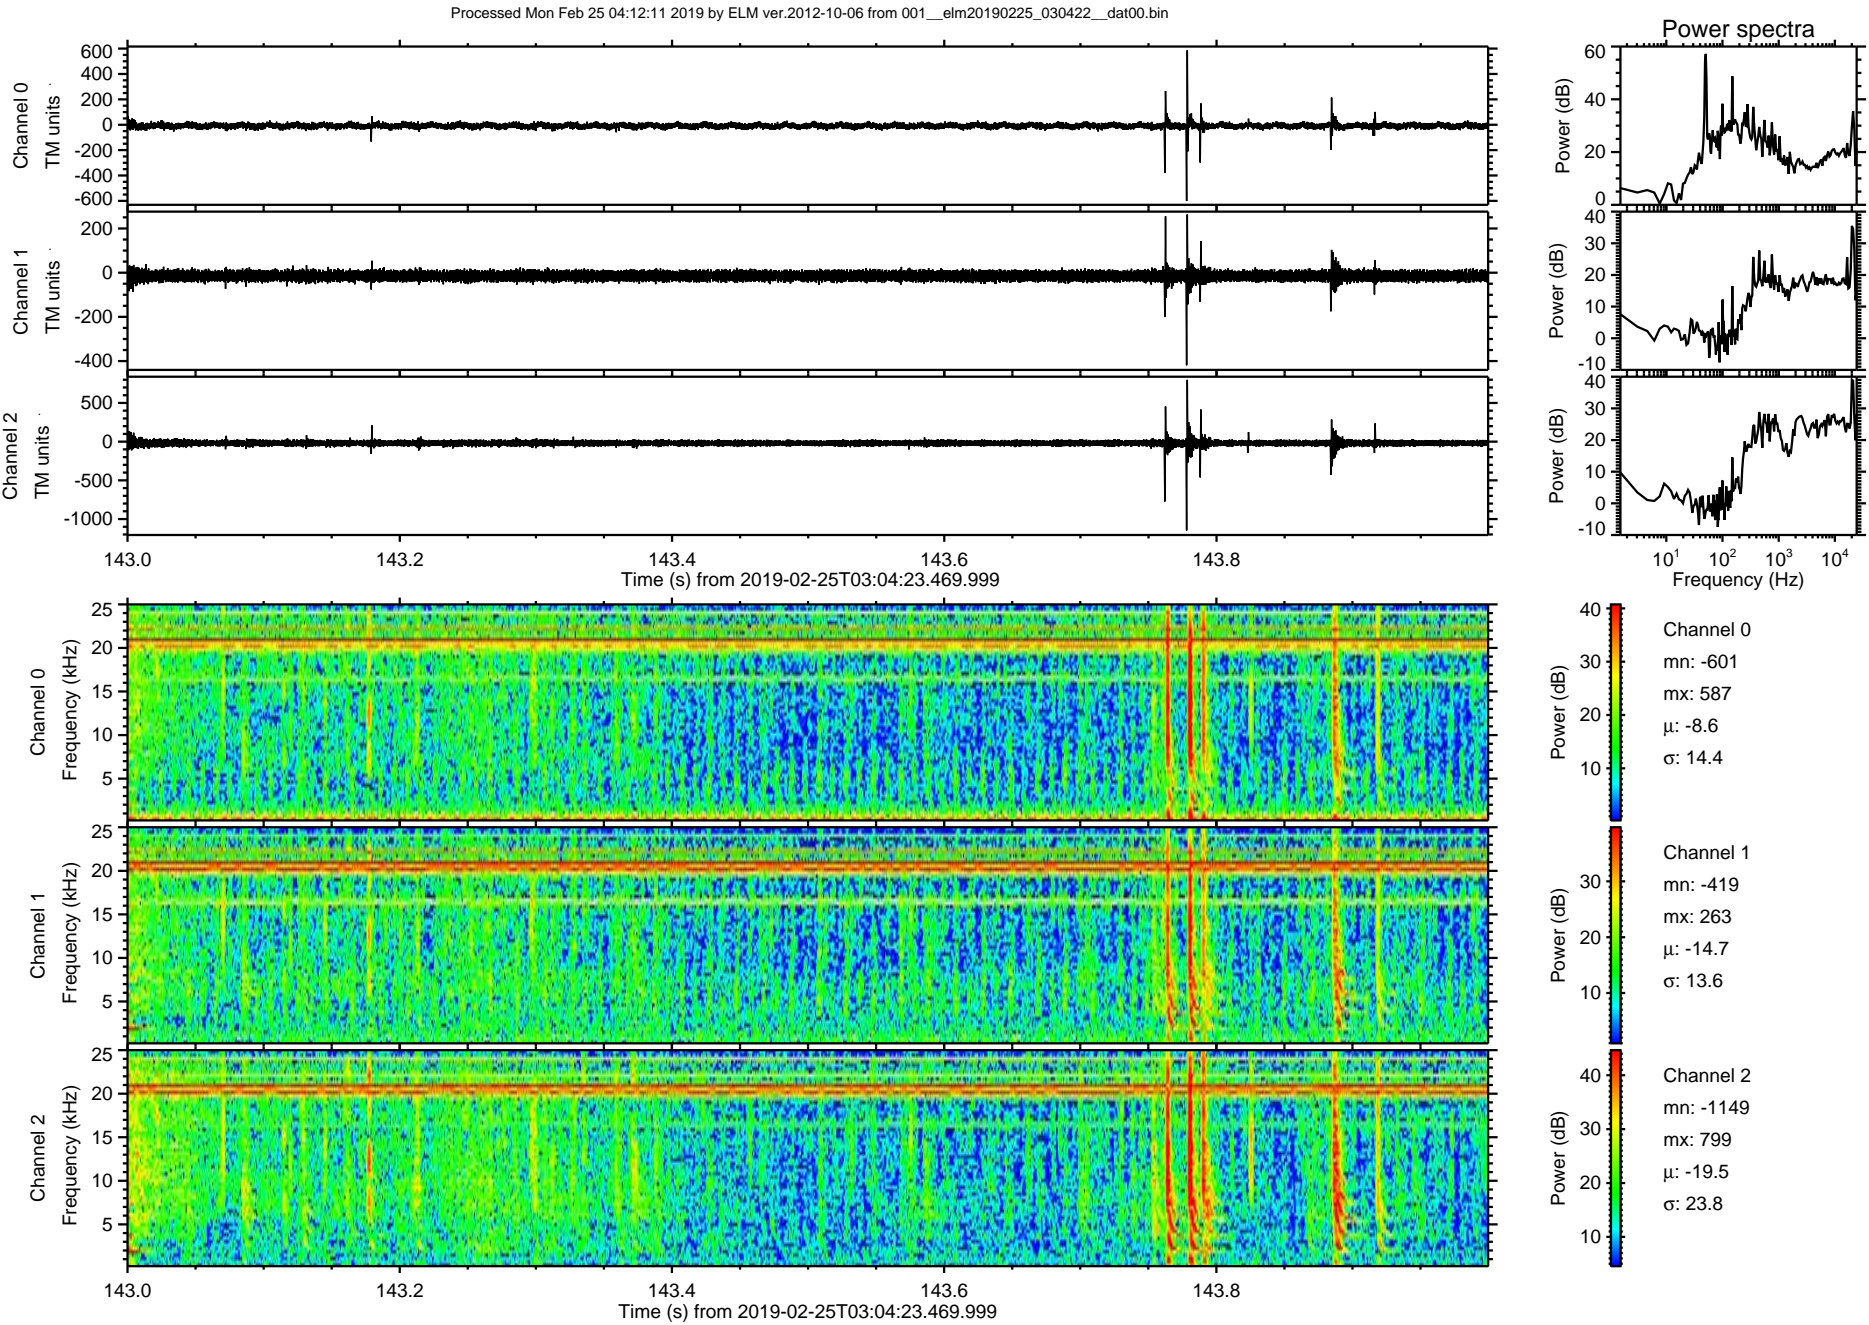 Processed Mon Feb 25 04:12:11 2019 by ELM ver.2012-10-06 from 001__elm20190225_030422__dat00.bin
Power spectra
Channel 0
TM units
600
400
200
0
-200
-400
-600
Power (dB)
60
40
20
0
Channel 1
TM units
200
0
-200
-400
Power (dB)
40
30
20
10
0
-10
Channel 2
TM units
500
0
-500
-1000
Power (dB)
40
30
20
10
0
-10
143.0 143.2 143.4 143.6 143.8
Time (s) from 2019-02-25T03:04:23.469.999
10^1 10^2 10^3 10^4
Frequency (Hz)
Channel 0
Frequency (kHz)
25
20
15
10
5
Power (dB)
40
30
20
10
Channel 0
mn: -601
mx: 587
μ: -8.6
σ: 14.4
Channel 1
Frequency (kHz)
25
20
15
10
5
Power (dB)
30
20
10
Channel 1
mn: -419
mx: 263
μ: -14.7
σ: 13.6
Channel 2
Frequency (kHz)
25
20
15
10
5
Power (dB)
40
30
20
10
Channel 2
mn: -1149
mx: 799
μ: -19.5
σ: 23.8
143.0 143.2 143.4 143.6 143.8
Time (s) from 2019-02-25T03:04:23.469.999